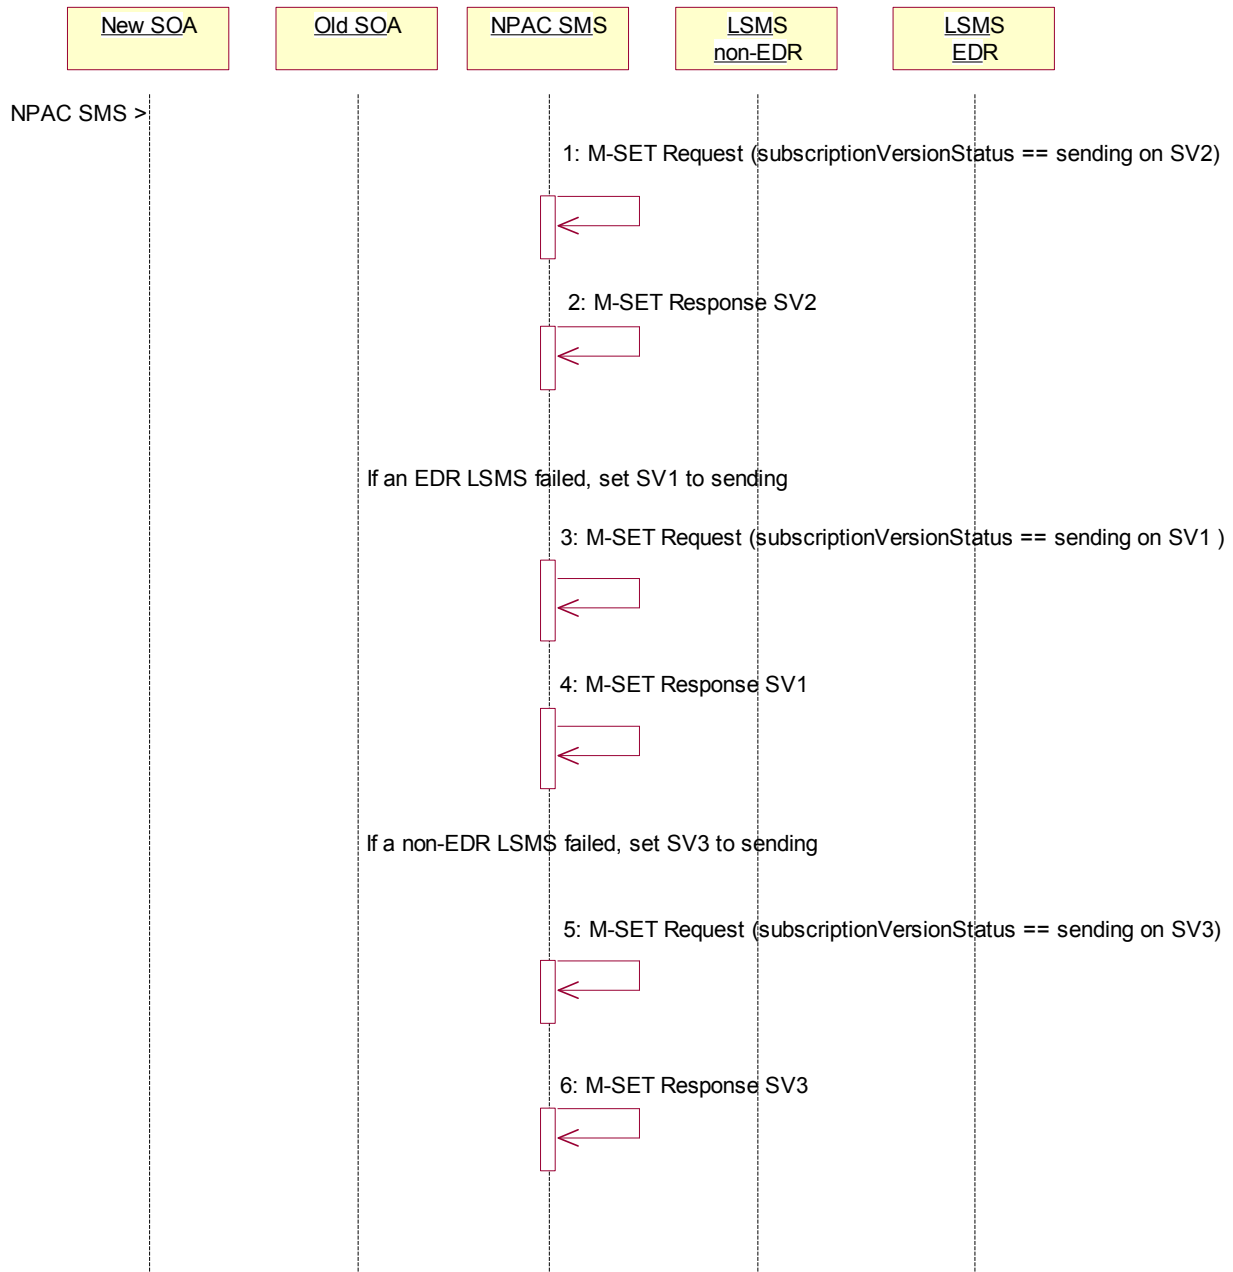 New SOA
Old SOA
NPAC SMS
LSMS
non-EDR
LSMS
EDR
NPAC SMS >
1: M-SET Request (subscriptionVersionStatus == sending on SV2)
2: M-SET Response SV2
If an EDR LSMS failed, set SV1 to sending
3: M-SET Request (subscriptionVersionStatus == sending on SV1 )
4: M-SET Response SV1
If a non-EDR LSMS failed, set SV3 to sending
5: M-SET Request (subscriptionVersionStatus == sending on SV3)
6: M-SET Response SV3